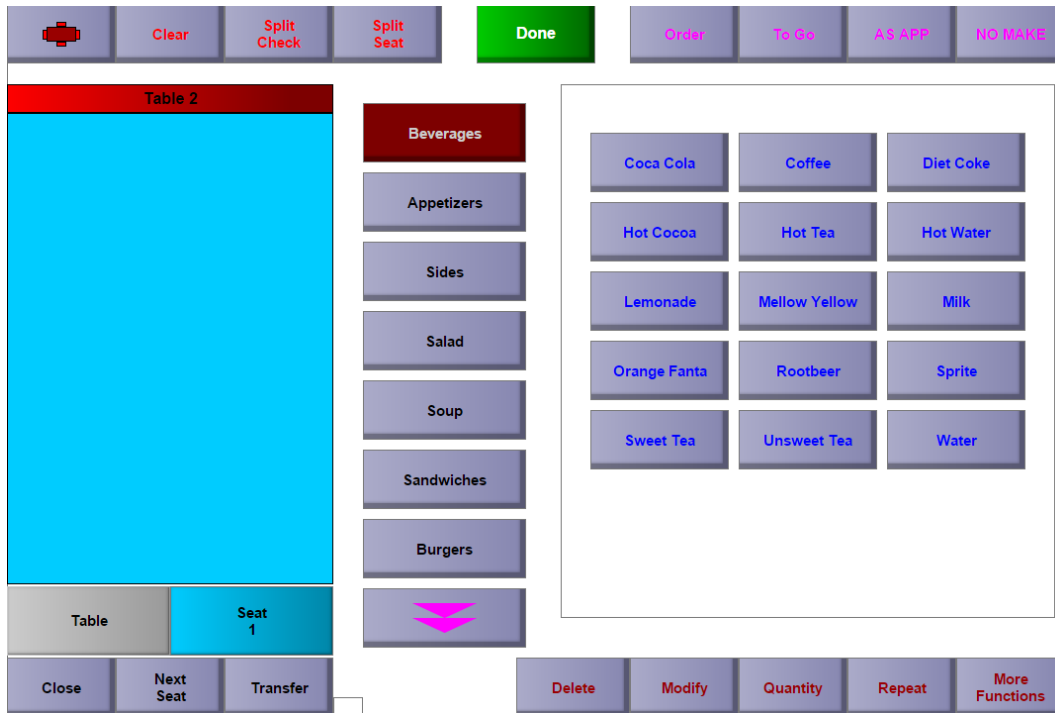 Clear
Split
Check
Split
Seat
Done
Order
To Go
AS APP
NO MAKE
Table 2
Beverages
Appetizers
Sides
Salad
Soup
Sandwiches
Burgers
Coca Cola
Coffee
Diet Coke
Hot Cocoa
Hot Tea
Hot Water
Lemonade
Mellow Yellow
Milk
Orange Fanta
Rootbeer
Sprite
Sweet Tea
Unsweet Tea
Water
Table
Seat
1
Close
Next
Seat
Transfer
Delete
Modify
Quantity
Repeat
More
Functions